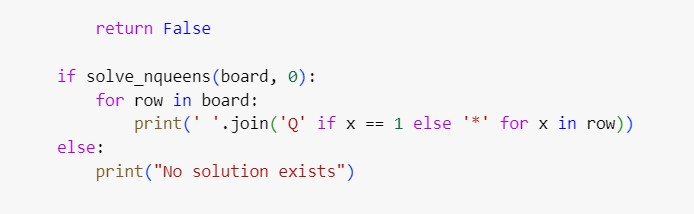 return False
if solve_nqueens(board, 0):
for row in board:
print(' '.join('Q' if x == 1 else '*' for x in row))
else:
print("No solution exists")